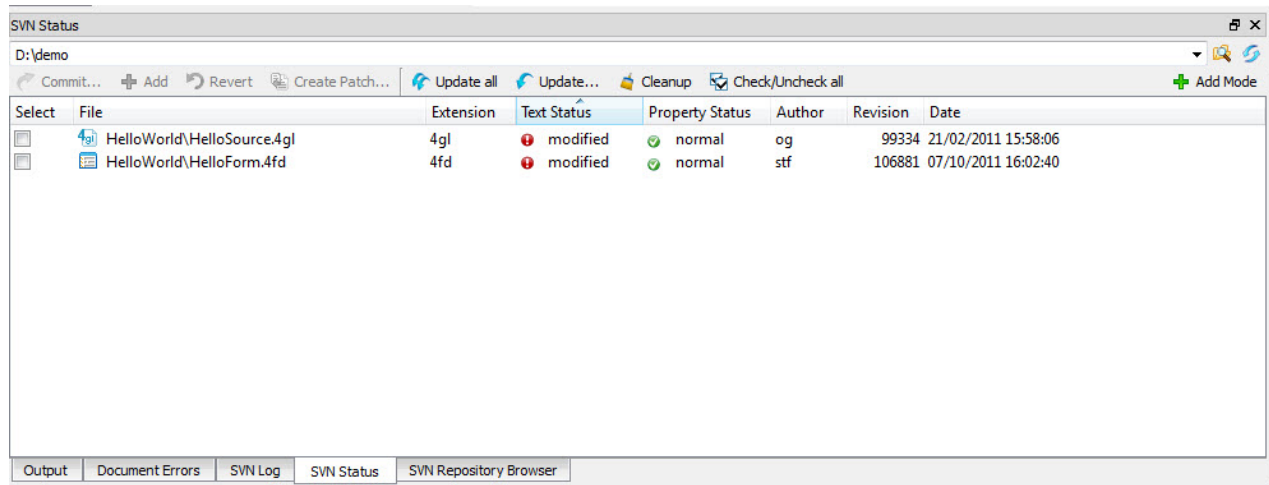 SVN Status
D:\demo
Commit... Add Revert Create Patch... Update all Update... Cleanup Check/Uncheck all Add Mode
Select File Extension Text Status Property Status Author Revision Date
4gl HelloWorld\HelloSource.4gl 4gl modified normal og 99334 21/02/2011 15:58:06
HelloWorld\HelloForm.4fd 4fd modified normal stf 106881 07/10/2011 16:02:40
Output Document Errors SVN Log SVN Status SVN Repository Browser